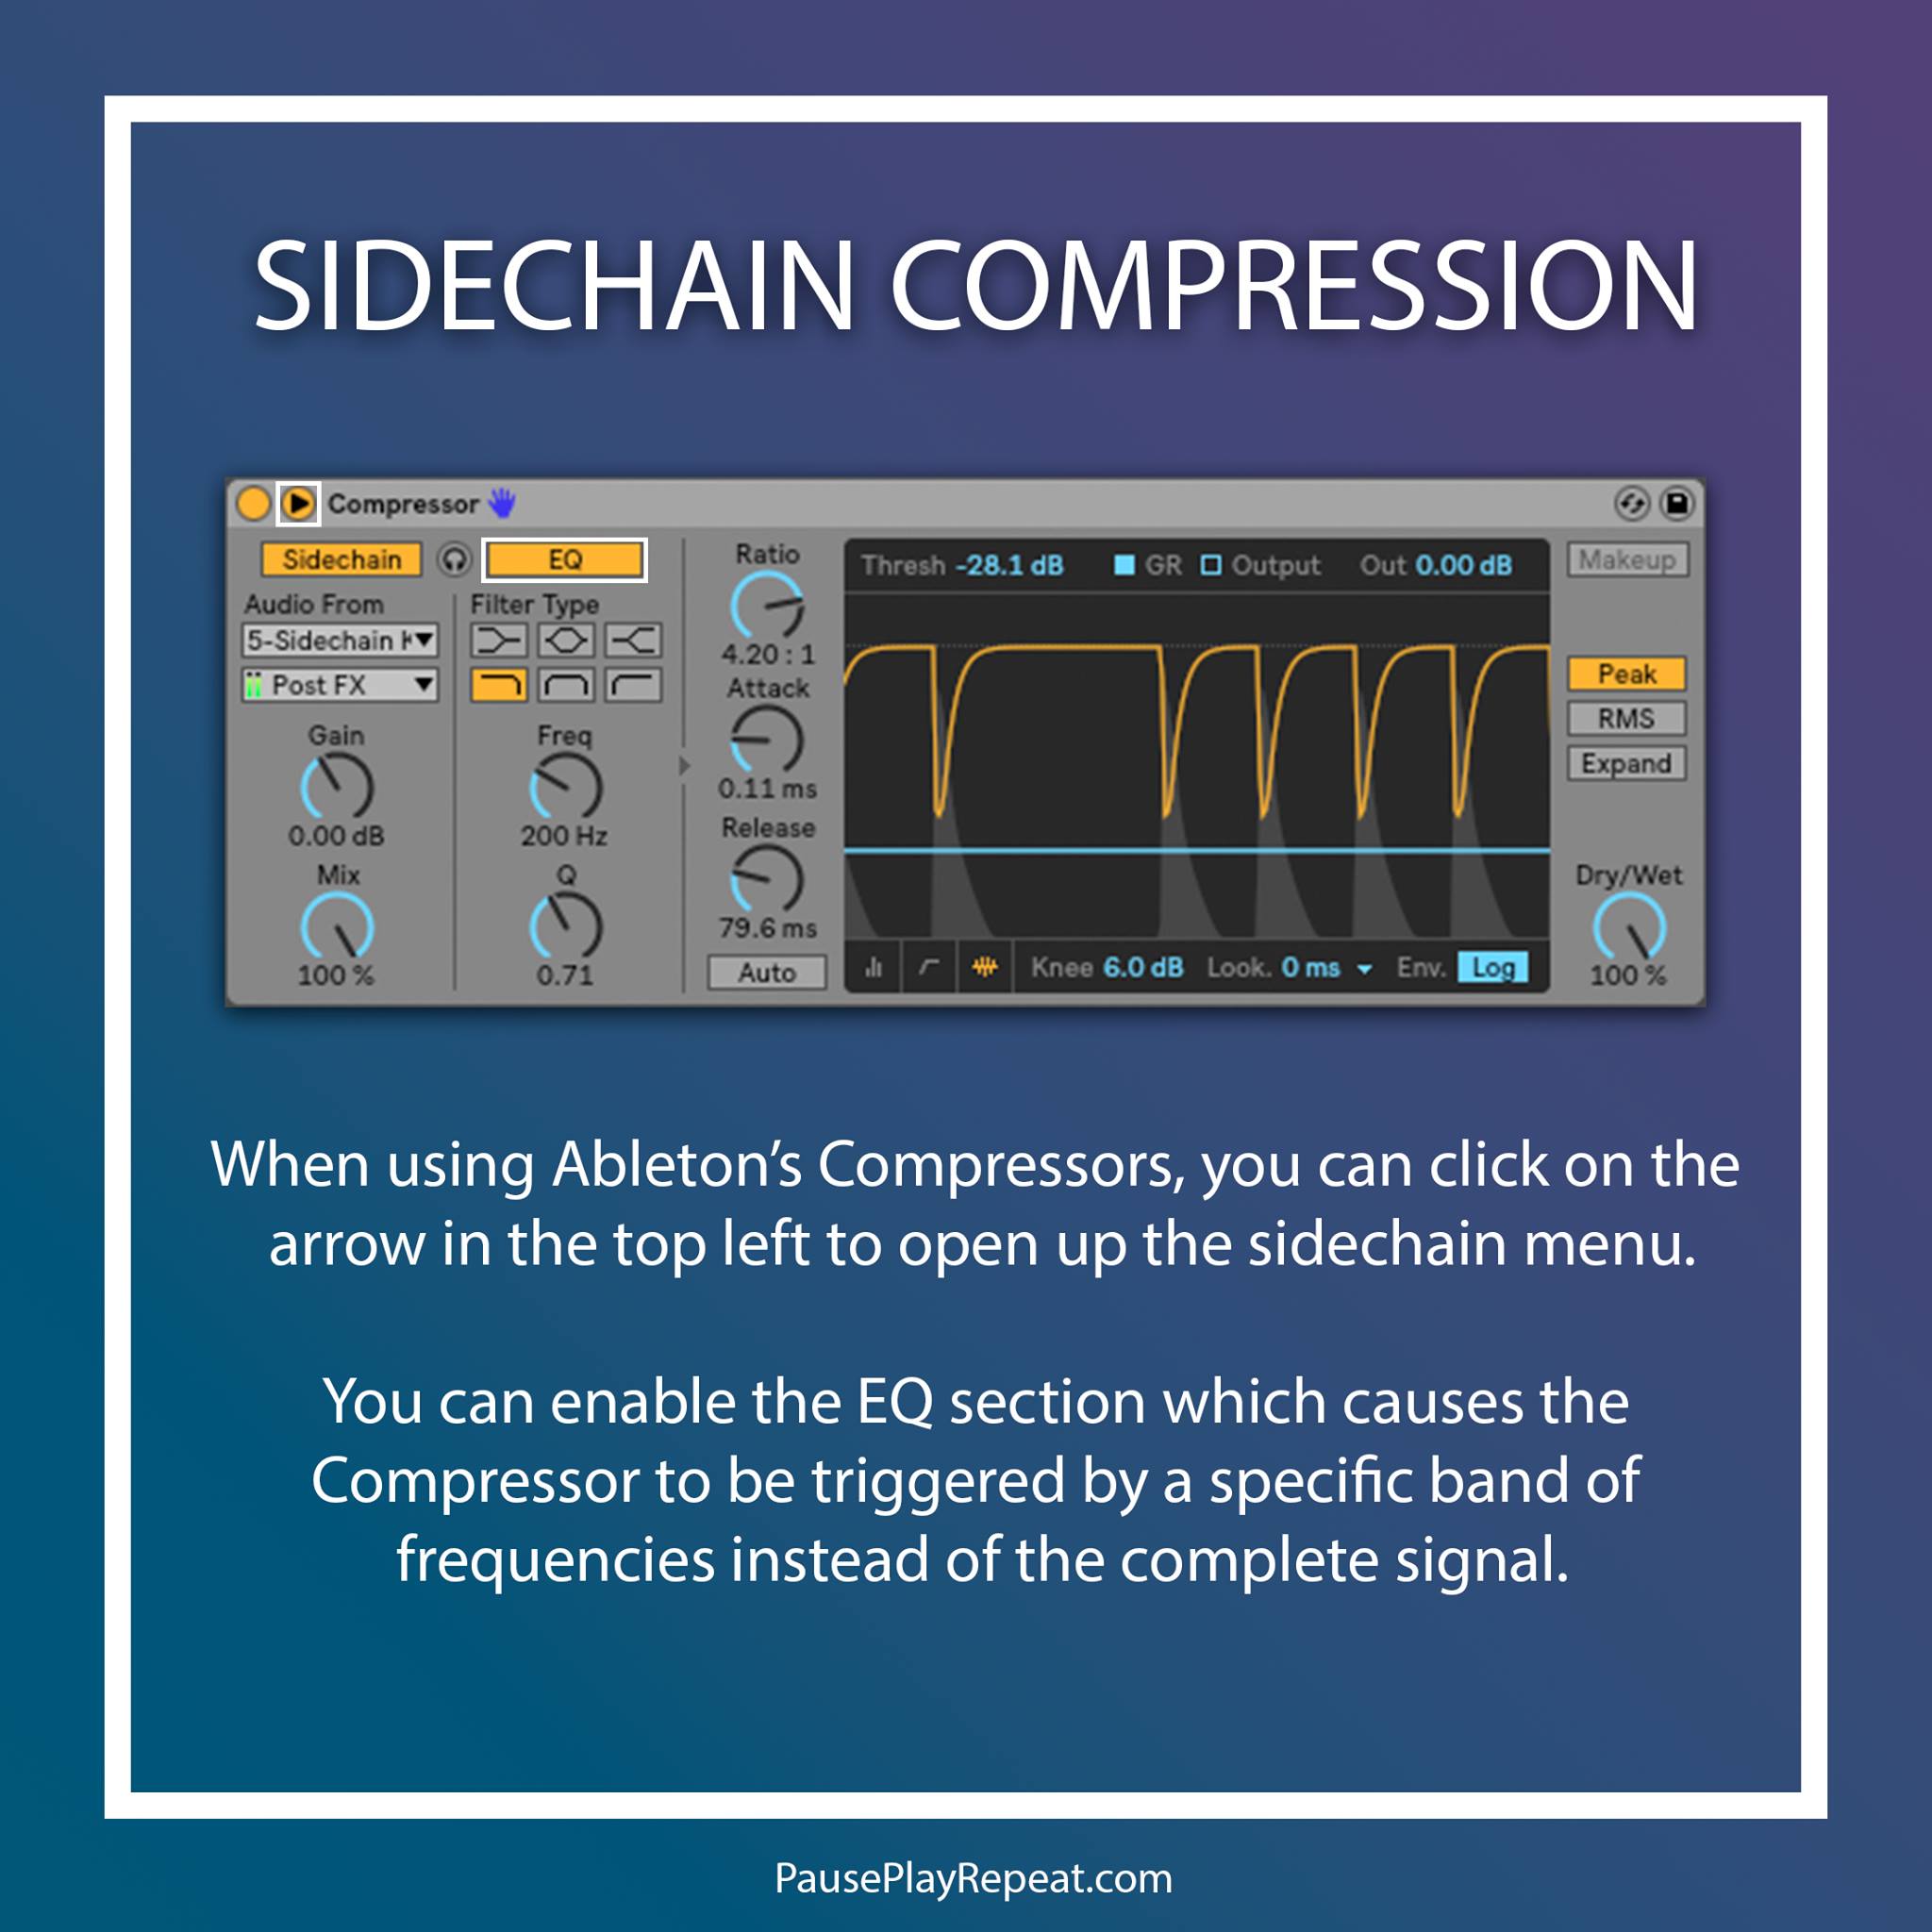 SIDECHAIN COMPRESSION
Compressor
Sidechain
EQ
Audio From
5-Sidechain
Post FX
Gain
0.00 dB
Mix
100 %
Filter Type
Freq
200 Hz
Q
0.71
Ratio
4.20 : 1
Attack
0.11 ms
Release
79.6 ms
Auto
Thresh -28.1 dB GR Output Out 0.00 dB
Knee 6.0 dB Look. 0 ms Env. Log
Makeup
Peak
RMS
Expand
Dry/Wet
100 %
When using Ableton’s Compressors, you can click on the
arrow in the top left to open up the sidechain menu.
You can enable the EQ section which causes the
Compressor to be triggered by a specific band of
frequencies instead of the complete signal.
PausePlayRepeat.com